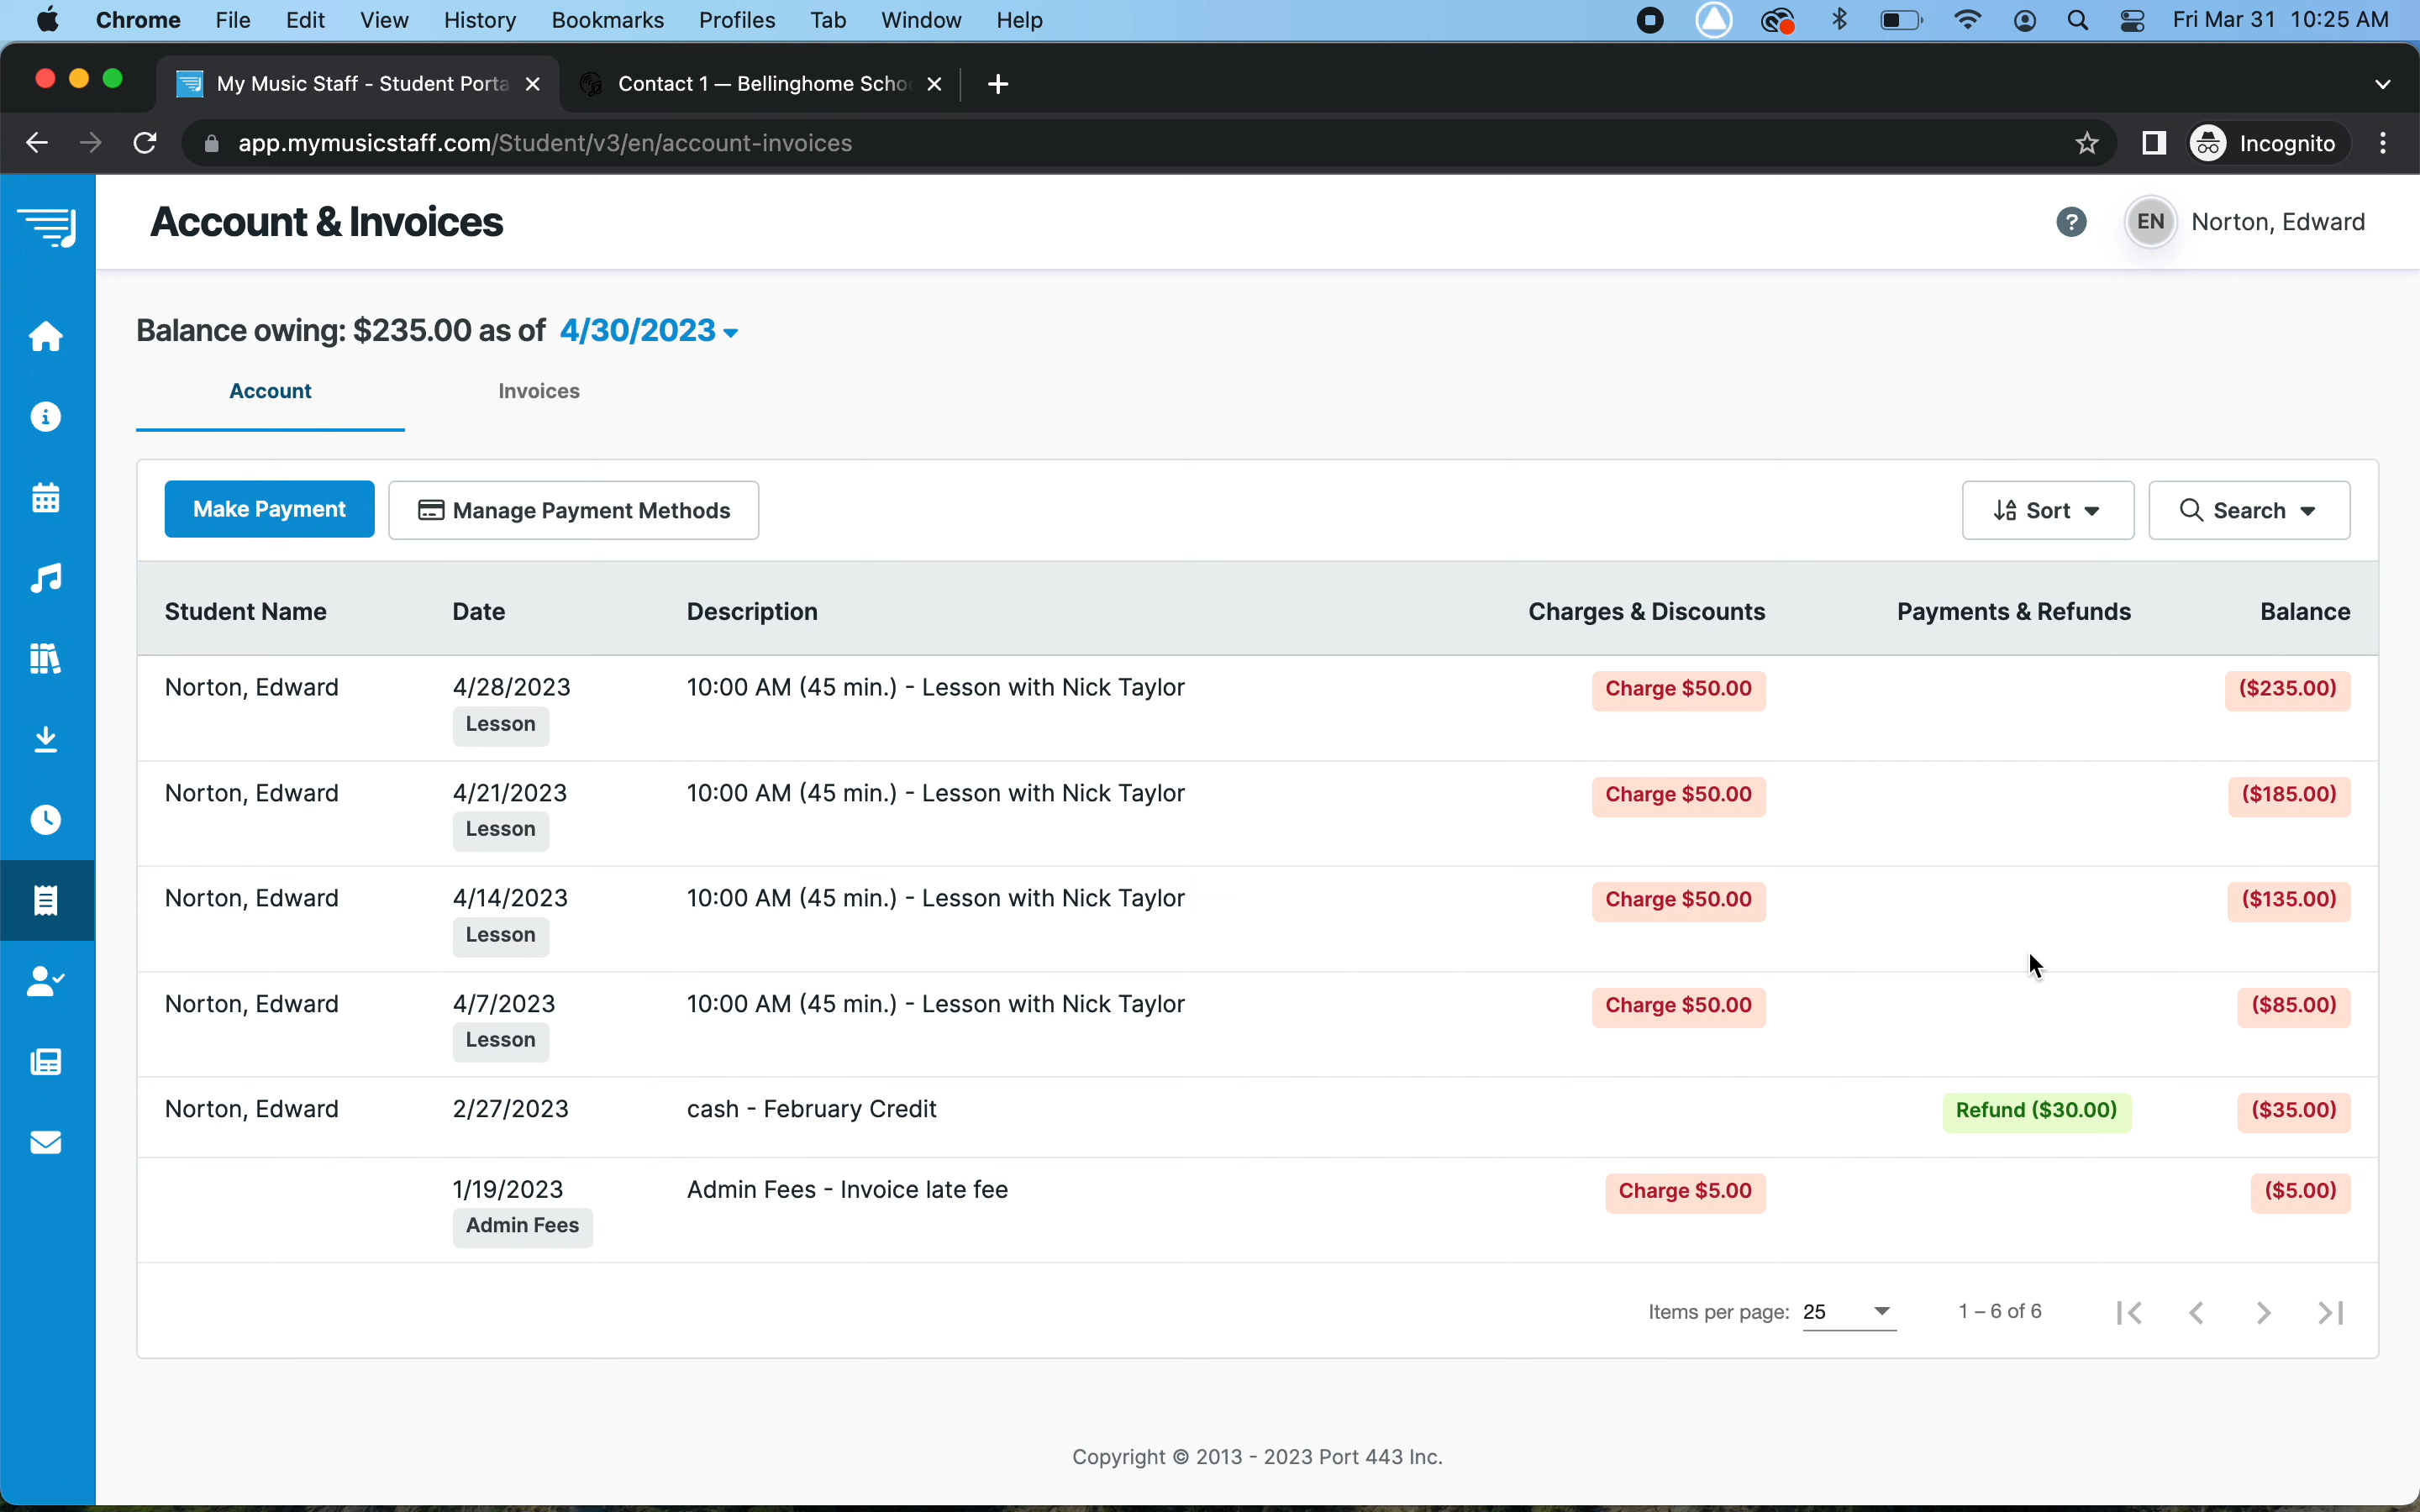 Chrome File Edit View History Bookmarks Profiles Tab Window Help Fri Mar 31 10:25 AM
My Music Staff - Student Porta Contact 1 — Bellinghome Scho
app.mymusicstaff.com/Student/v3/en/account-invoices Incognito
Account & Invoices ? EN Norton, Edward
Balance owing: $235.00 as of 4/30/2023
Account Invoices
Make Payment Manage Payment Methods Sort Search
Student Name Date Description Charges & Discounts Payments & Refunds Balance
Norton, Edward 4/28/2023 10:00 AM (45 min.) - Lesson with Nick Taylor Charge $50.00 ($235.00)
Lesson
Norton, Edward 4/21/2023 10:00 AM (45 min.) - Lesson with Nick Taylor Charge $50.00 ($185.00)
Lesson
Norton, Edward 4/14/2023 10:00 AM (45 min.) - Lesson with Nick Taylor Charge $50.00 ($135.00)
Lesson
Norton, Edward 4/7/2023 10:00 AM (45 min.) - Lesson with Nick Taylor Charge $50.00 ($85.00)
Lesson
Norton, Edward 2/27/2023 cash - February Credit Refund ($30.00) ($35.00)
1/19/2023 Admin Fees - Invoice late fee Charge $5.00 ($5.00)
Admin Fees
Items per page: 25 1 – 6 of 6
Copyright © 2013 - 2023 Port 443 Inc.